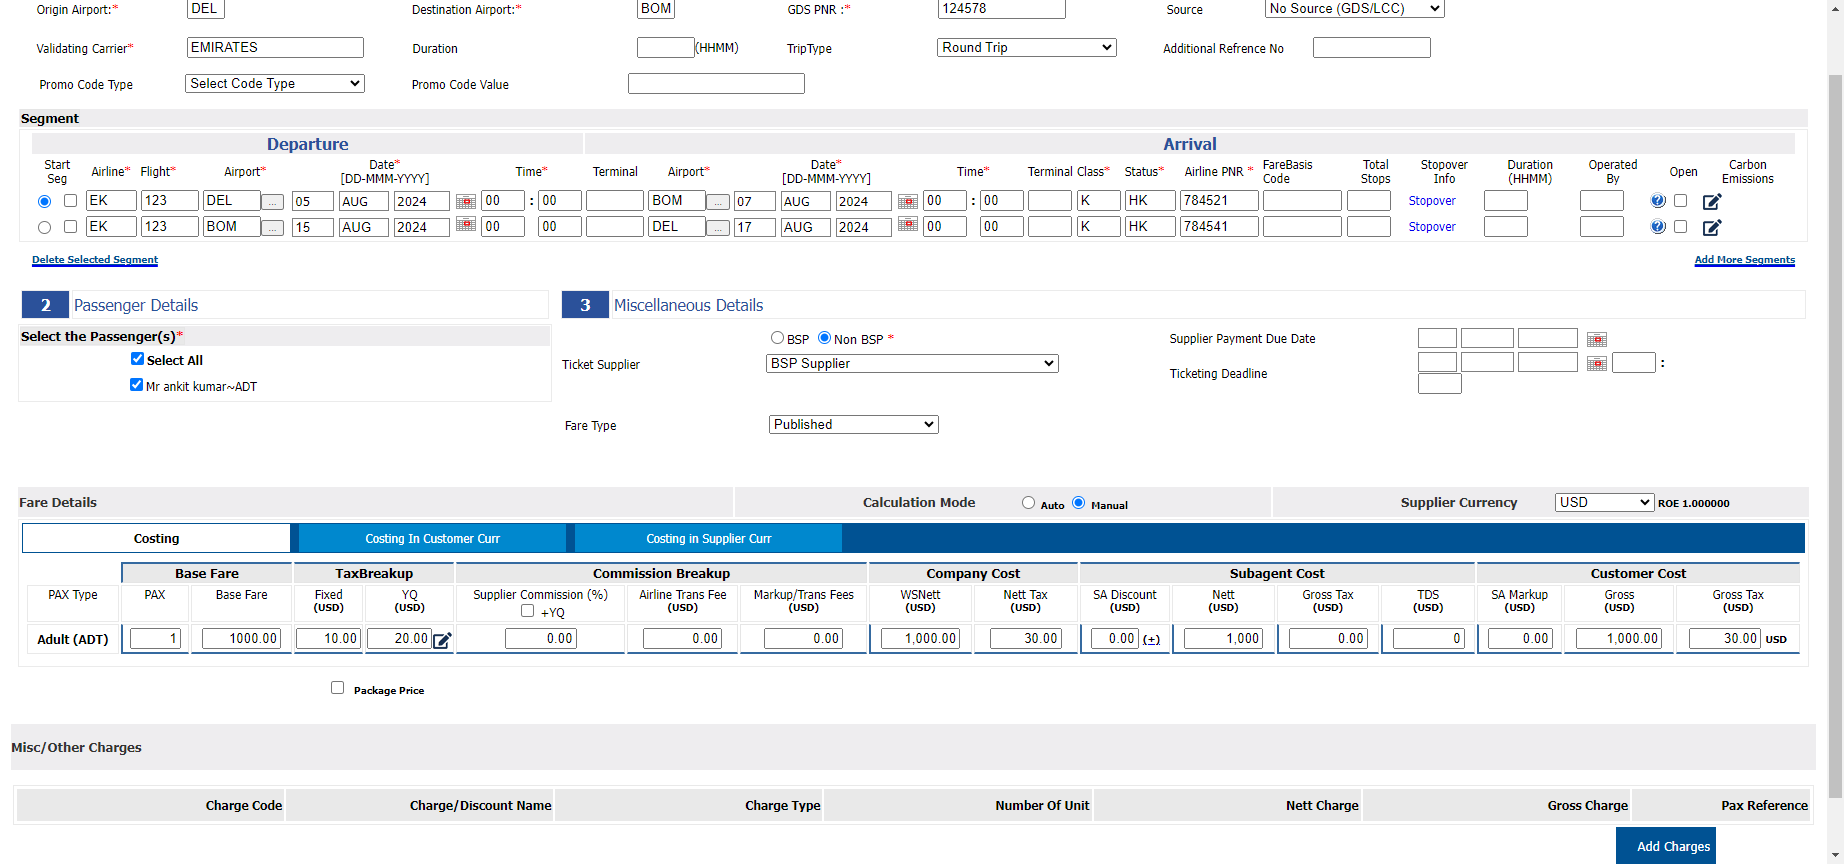 Origin Airport:* DEL Destination Airport:* BOM GDS PNR :* 124578 Source No Source (GDS/LCC)
Validating Carrier* EMIRATES Duration (HHMM) TripType Round Trip Additional Refrence No
Promo Code Type Select Code Type Promo Code Value
Segment
Departure Arrival
Start Seg Airline* Flight* Airport* Date* [DD-MMM-YYYY] Time* Terminal Airport* Date* [DD-MMM-YYYY] Time* Terminal Class* Status* Airline PNR * FareBasis Code Total Stops Stopover Info Duration (HHMM) Operated By Open Carbon Emissions
EK 123 DEL ... 05 AUG 2024 00 : 00 BOM ... 07 AUG 2024 00 : 00 K HK 784521 Stopover ?
EK 123 BOM ... 15 AUG 2024 00 00 DEL ... 17 AUG 2024 00 00 K HK 784541 Stopover ?
Delete Selected Segment Add More Segments
2 Passenger Details 3 Miscellaneous Details
Select the Passenger(s)*
Select All
Mr ankit kumar~ADT
BSP Non BSP * Supplier Payment Due Date
Ticket Supplier BSP Supplier :
Ticketing Deadline
Fare Type Published
Fare Details Calculation Mode Auto Manual Supplier Currency USD ROE 1.000000
Costing Costing In Customer Curr Costing in Supplier Curr
Base Fare TaxBreakup Commission Breakup Company Cost Subagent Cost Customer Cost
PAX Type PAX Base Fare Fixed (USD) YQ (USD) Supplier Commission (%) +YQ Airline Trans Fee (USD) Markup/Trans Fees (USD) WSNett (USD) Nett Tax (USD) SA Discount (USD) Nett (USD) Gross Tax (USD) TDS (USD) SA Markup (USD) Gross (USD) Gross Tax (USD)
Adult (ADT) 1 1000.00 10.00 20.00 0.00 0.00 0.00 1,000.00 30.00 0.00 (+) 1,000 0.00 0 0.00 1,000.00 30.00 USD
Package Price
Misc/Other Charges
Charge Code Charge/Discount Name Charge Type Number Of Unit Nett Charge Gross Charge Pax Reference
Add Charges